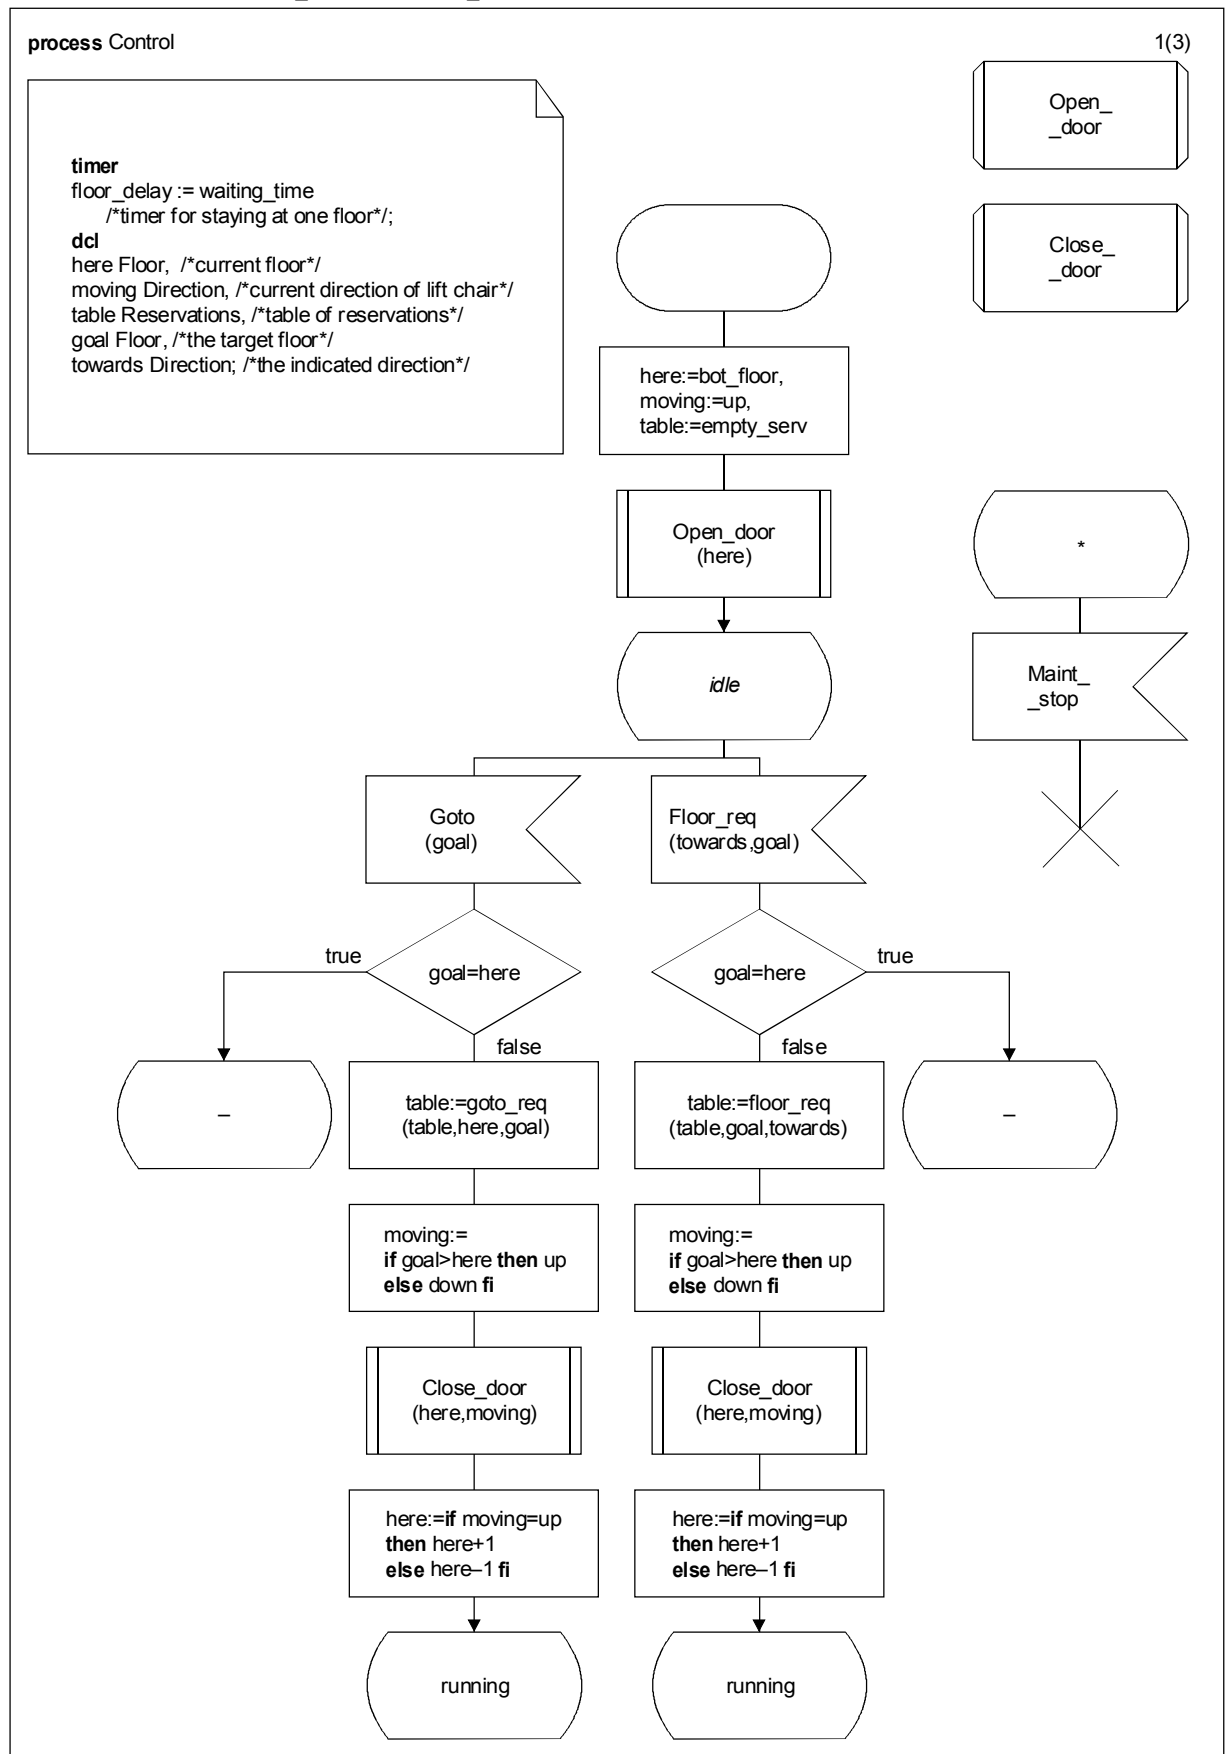 process Control
1(3)
timer
floor_delay := waiting_time
/*timer for staying at one floor*/;
dcl
here Floor, /*current floor*/
moving Direction, /*current direction of lift chair*/
table Reservations, /*table of reservations*/
goal Floor, /*the target floor*/
towards Direction; /*the indicated direction*/
Open_
_door
Close_
_door
here:=bot_floor,
moving:=up,
table:=empty_serv
Open_door
(here)
*
idle
Maint_
_stop
Goto
(goal)
Floor_req
(towards,goal)
true
goal=here
goal=here
true
false
false
–
table:=goto_req
(table,here,goal)
table:=floor_req
(table,goal,towards)
–
moving:=
if goal>here then up
else down fi
moving:=
if goal>here then up
else down fi
Close_door
(here,moving)
Close_door
(here,moving)
here:=if moving=up
then here+1
else here–1 fi
here:=if moving=up
then here+1
else here–1 fi
running
running